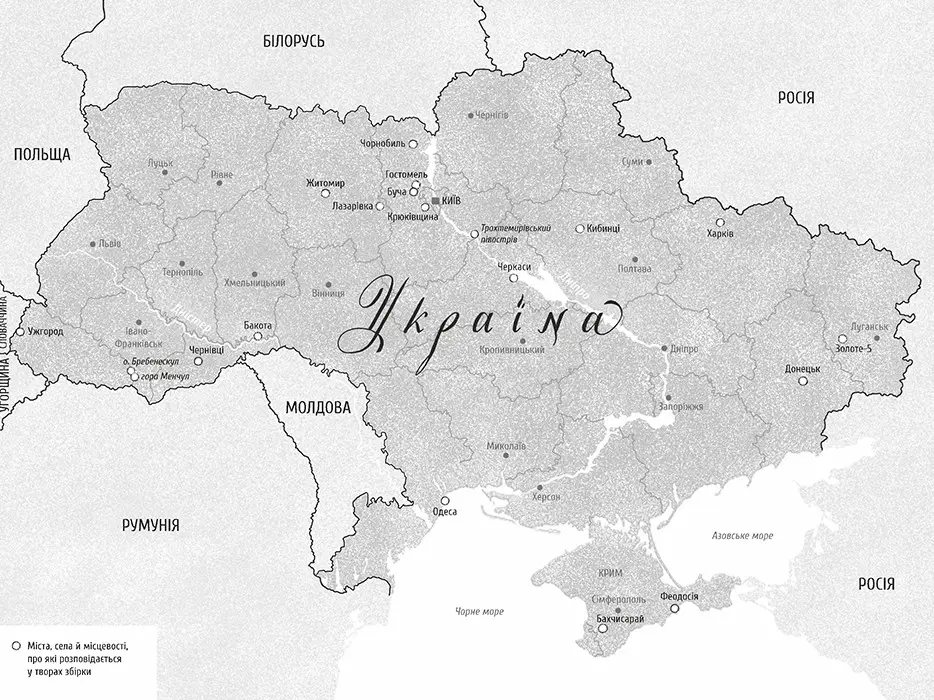 БІЛОРУСЬ
РОСІЯ
ПОЛЬЩА
Чернігів
Чорнобиль
Луцьк
Рівне
Суми
Гостомель
Житомир
Буча
КИЇВ
Лазарівка
Крюківщина
Трахтемирівський
півострів
Кибинці
Харків
Львів
Тернопіль
Хмельницький
Вінниця
Черкаси
Полтава
Дніпро
Дністер
Україна
УГОРЩИНА
СЛОВАЧЧИНА
Ужгород
Івано-
Франківськ
Бакота
Чернівці
о. Бребенескул
гора Менчул
Кропивницький
Дніпро
Луганськ
Золоте-5
Донецьк
Запоріжжя
МОЛДОВА
Миколаїв
Херсон
Одеса
РУМУНІЯ
Азовське море
РОСІЯ
КРИМ
Сімферополь
Феодосія
Бахчисарай
Чорне море
Міста, села й місцевості,
про які розповідається
у творах збірки